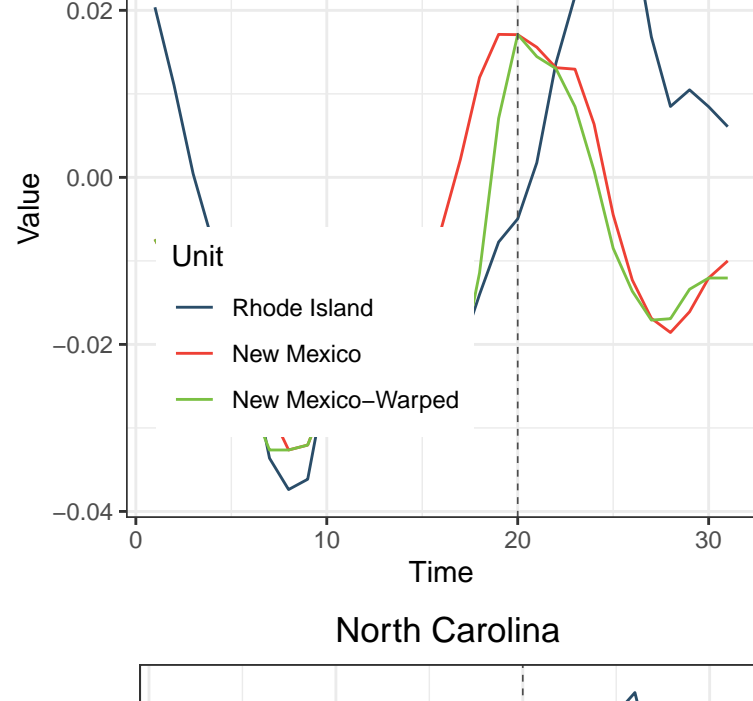 0.02
0.00
−0.02
−0.04
Value
Unit
Rhode Island
New Mexico
New Mexico−Warped
0 10 20 30
Time
North Carolina